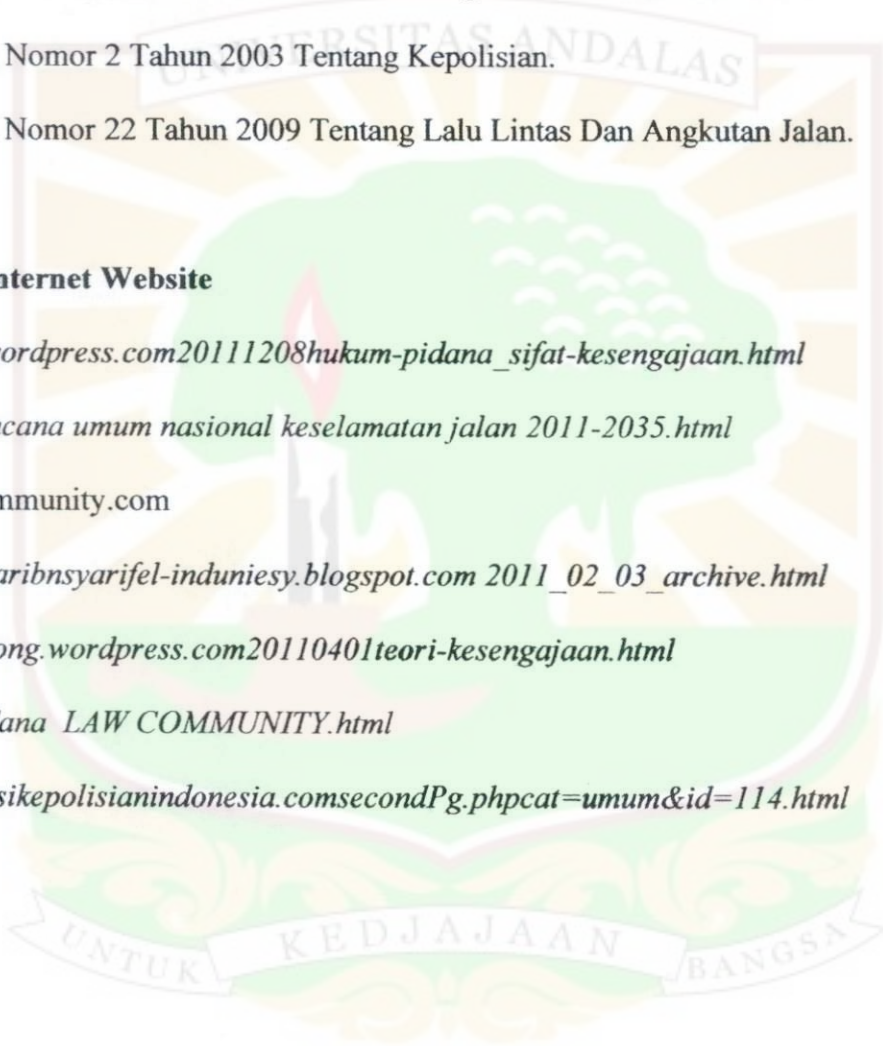 UNIVERSITAS ANDALAS
Nomor 2 Tahun 2003 Tentang Kepolisian.
Nomor 22 Tahun 2009 Tentang Lalu Lintas Dan Angkutan Jalan.
nternet Website
ordpress.com20111208hukum-pidana_sifat-kesengajaan.html
cana umum nasional keselamatan jalan 2011-2035.html
mmunity.com
aribnsyarifel-induniesy.blogspot.com 2011_02_03_archive.html
ong.wordpress.com20110401teori-kesengajaan.html
ana LAW COMMUNITY.html
sikepolisianindonesia.comsecondPg.phpcat=umum&id=114.html
UNTUK KEDJAJAAN BANGSA